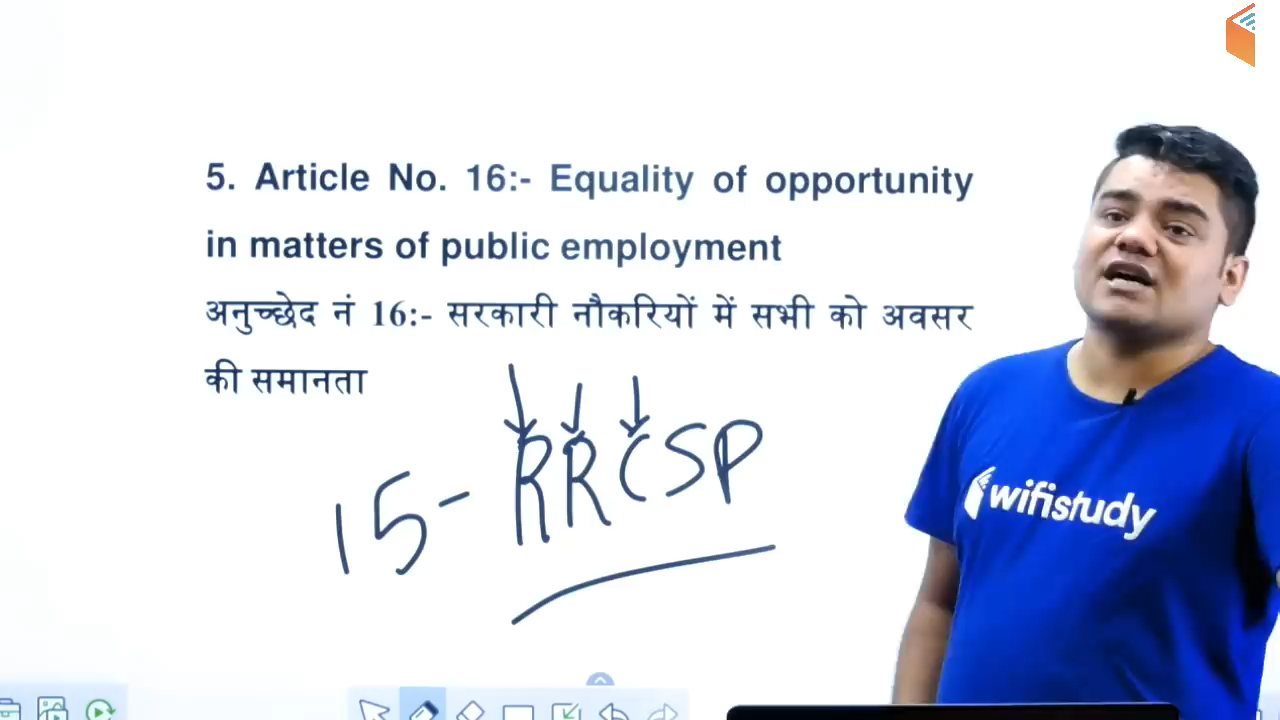 5. Article No. 16:- Equality of opportunity
in matters of public employment
अनुच्छेद नं 16:- सरकारी नौकरियों में सभी को अवसर
की समानता
15- RRCSP
wifistudy